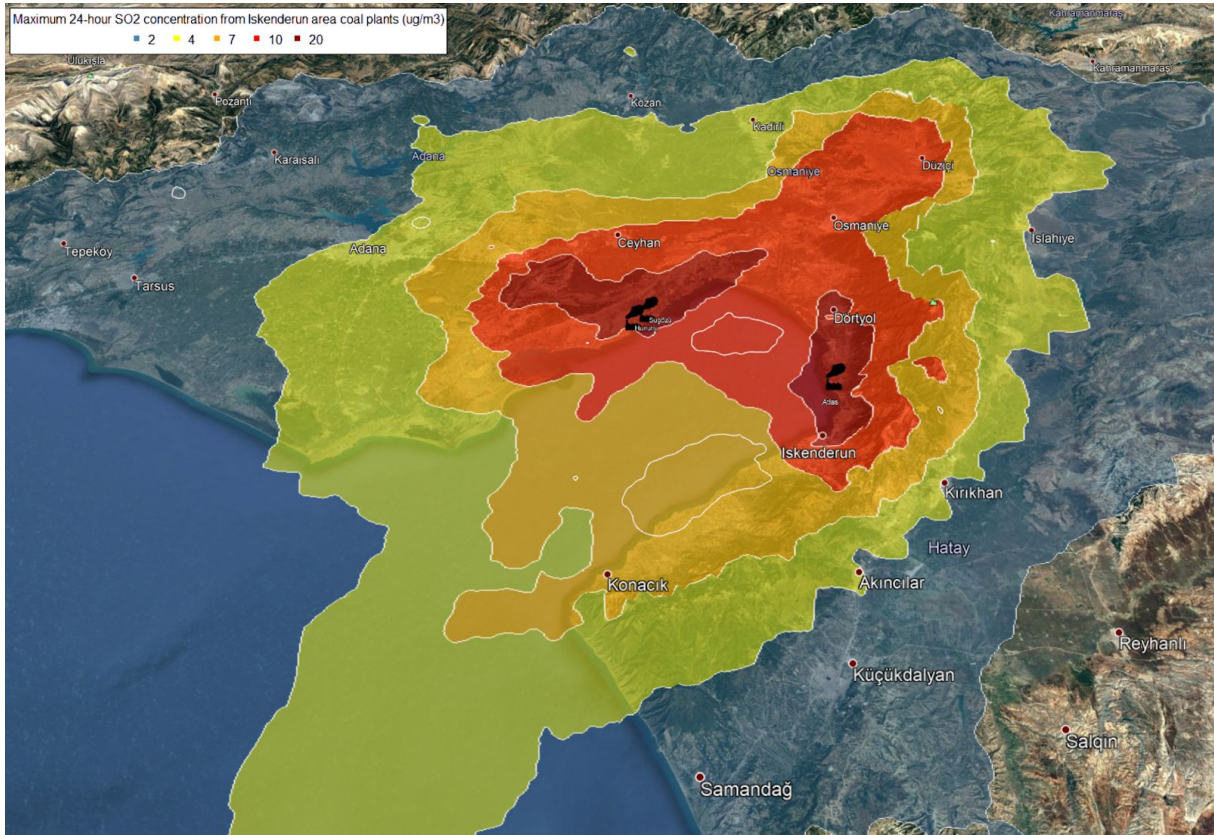 Maximum 24-hour SO2 concentration from Iskenderun area coal plants (ug/m3)
2 4 7 10 20
Kahramanmaraş
Ulukışla
Kahramanmaraş
Pozantı
Kozan
Kadirli
Adana
Karaisalı
Düziçi
Osmaniye
Osmaniye
İslahiye
Ceyhan
Tepeköy
Adana
Tarsus
Dörtyol
Sugözü
Atlas
Iskenderun
Kırıkhan
Hatay
Konacık
Akıncılar
Reyhanlı
Küçükdalyan
Salqin
Samandağ